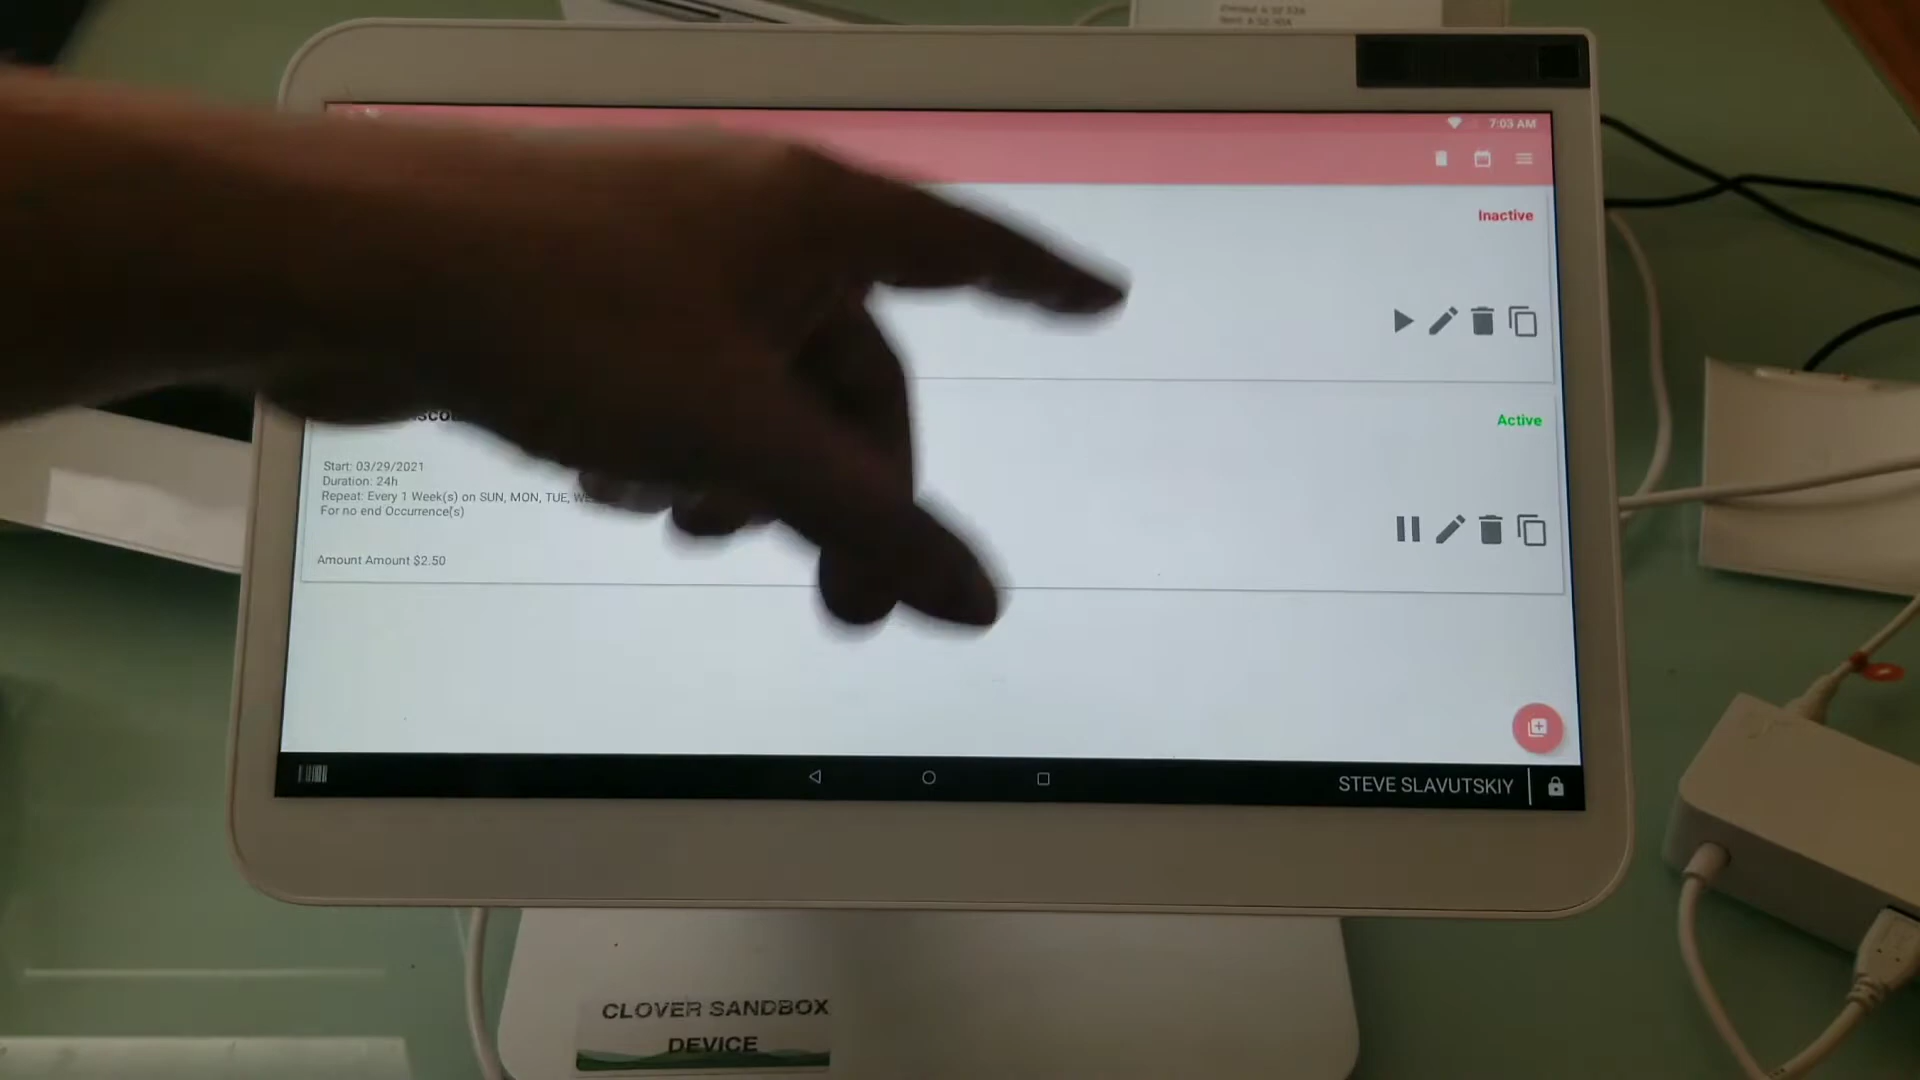 7:03 AM
Inactive
Active
Start: 03/29/2021
Duration: 24h
Repeat: Every 1 Week(s) on SUN, MON, TUE,
For no end Occurrence(s)
Amount Amount $2.50
STEVE SLAVUTSKIY
CLOVER SANDBOX
DEVICE